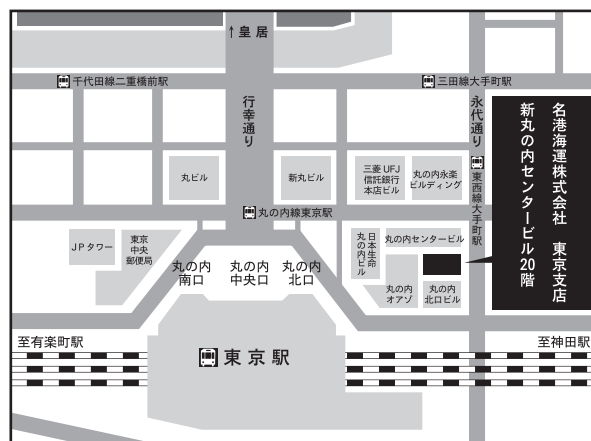 ↑皇居
千代田線二重橋前駅
三田線大手町駅
行幸通り
永代通り
名港海運株式会社 東京支店
新丸の内センタービル20階
丸ビル
新丸ビル
三菱UFJ
信託銀行
本店ビル
丸の内永楽
ビルディング
東西線大手町駅
丸の内線東京駅
JPタワー
東京
中央
郵便局
日本生命
丸の内ビル
丸の内センタービル
丸の内
南口
丸の内
中央口
丸の内
北口
丸の内
オアゾ
丸の内
北口ビル
至有楽町駅
至神田駅
東京駅